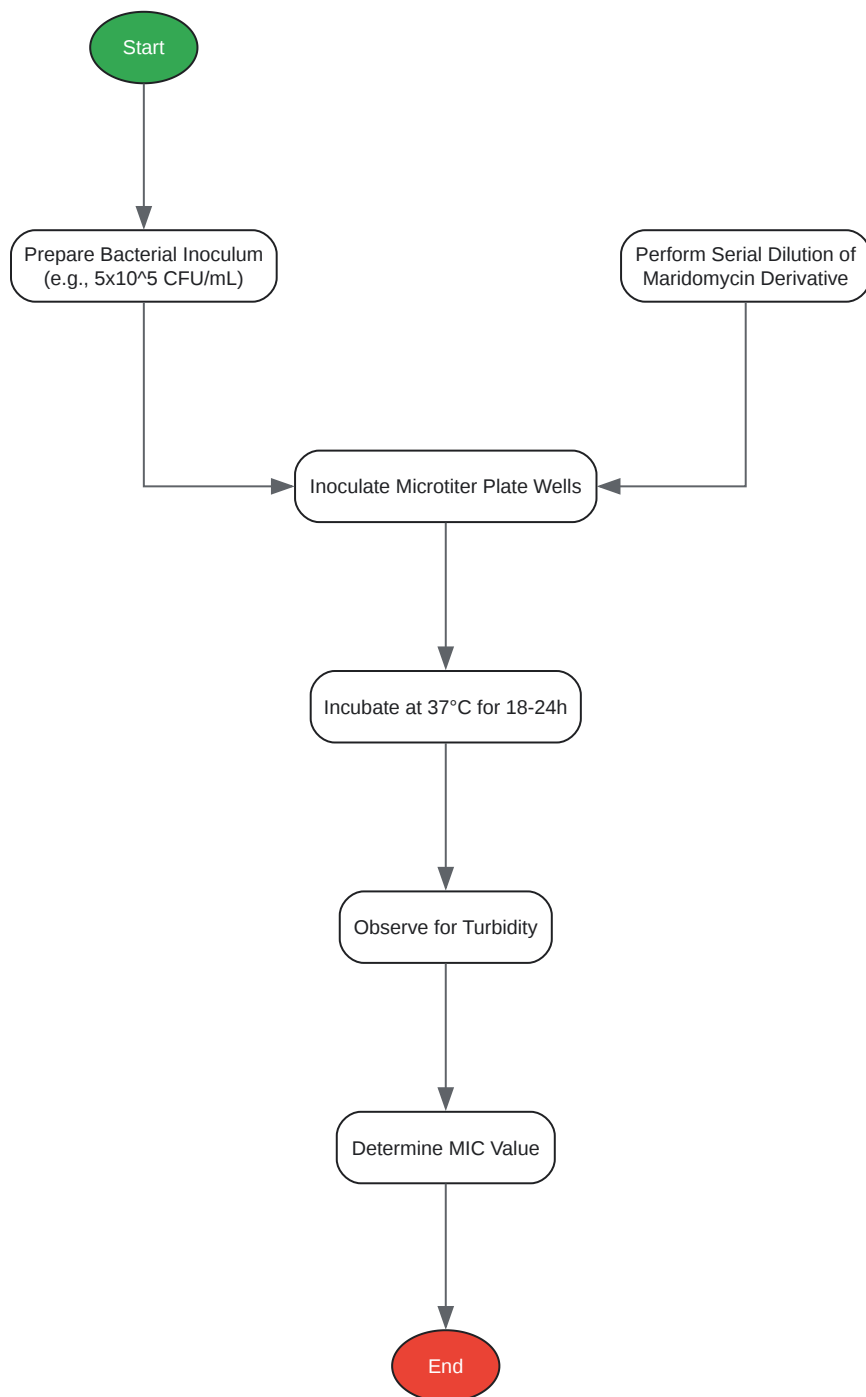 Start
Prepare Bacterial Inoculum
(e.g., 5x10^5 CFU/mL)
Perform Serial Dilution of
Maridomycin Derivative
Inoculate Microtiter Plate Wells
Incubate at 37°C for 18-24h
Observe for Turbidity
Determine MIC Value
End